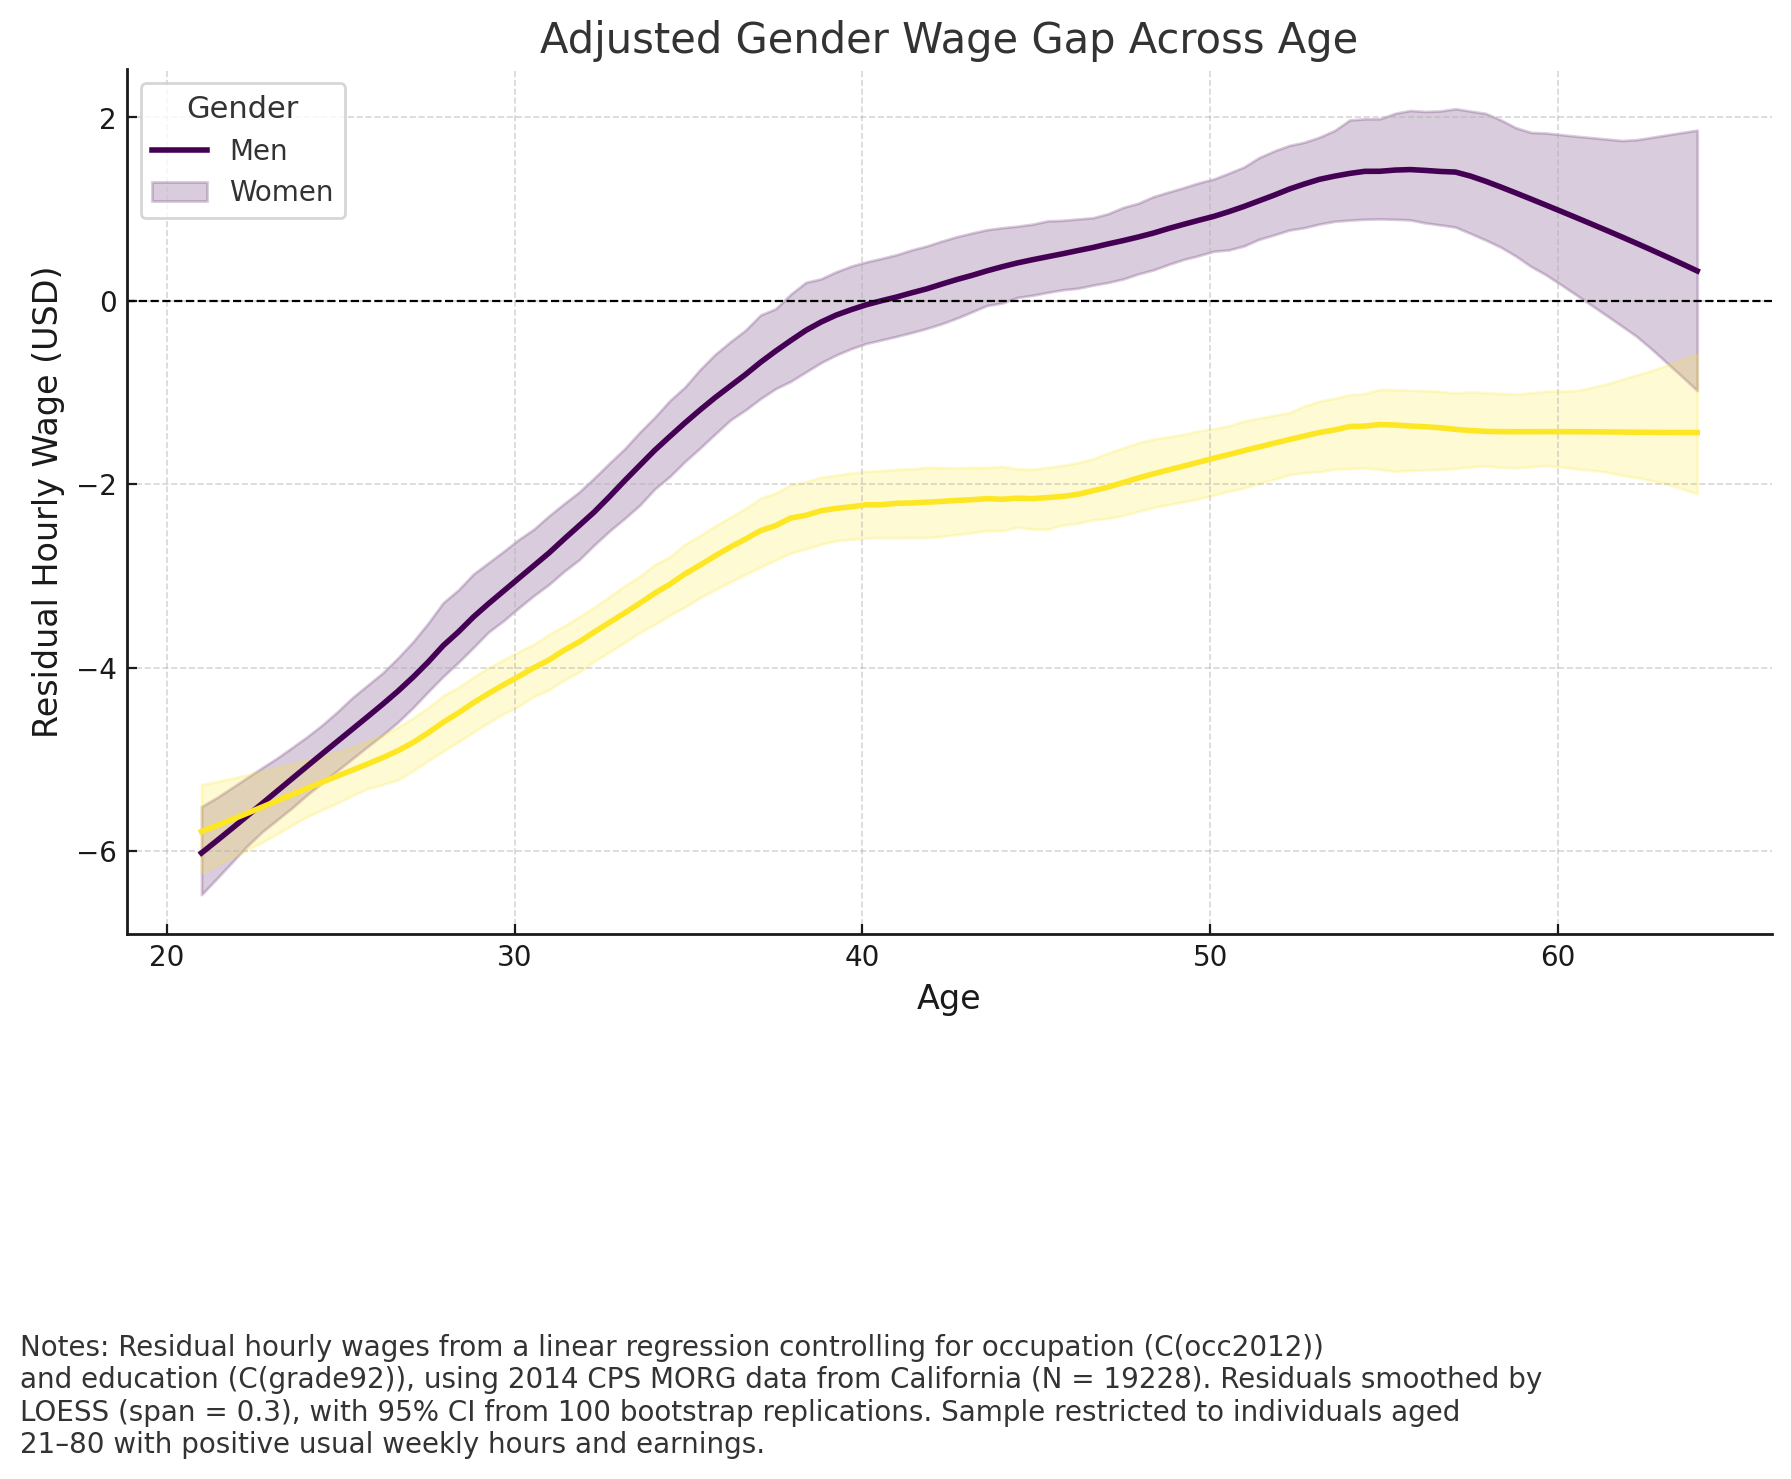 Adjusted Gender Wage Gap Across Age
Gender
Men
Women
2
0
−2
−4
−6
Residual Hourly Wage (USD)
20 30 40 50 60
Age
Notes: Residual hourly wages from a linear regression controlling for occupation (C(occ2012))
and education (C(grade92)), using 2014 CPS MORG data from California (N = 19228). Residuals smoothed by
LOESS (span = 0.3), with 95% CI from 100 bootstrap replications. Sample restricted to individuals aged
21–80 with positive usual weekly hours and earnings.